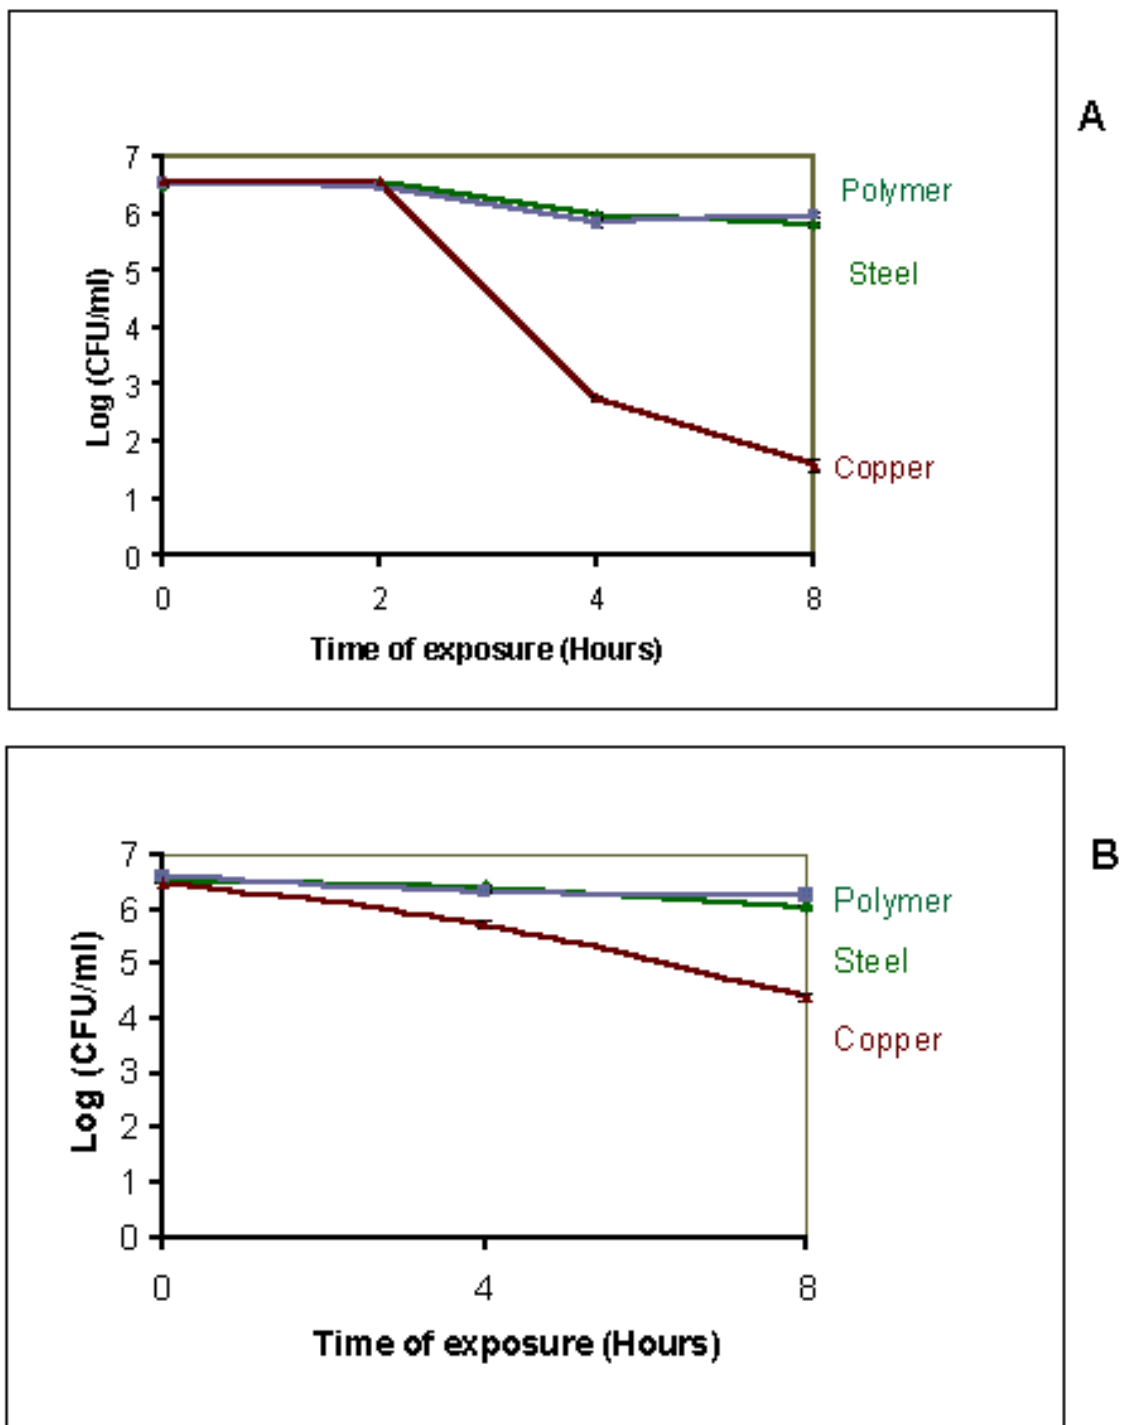 A
7
6
5
4
3
2
1
0
Log (CFU/ml)
Polymer
Steel
Copper
0 2 4 8
Time of exposure (Hours)
B
7
6
5
4
3
2
1
0
Log (CFU/ml)
Polymer
Steel
Copper
0 4 8
Time of exposure (Hours)